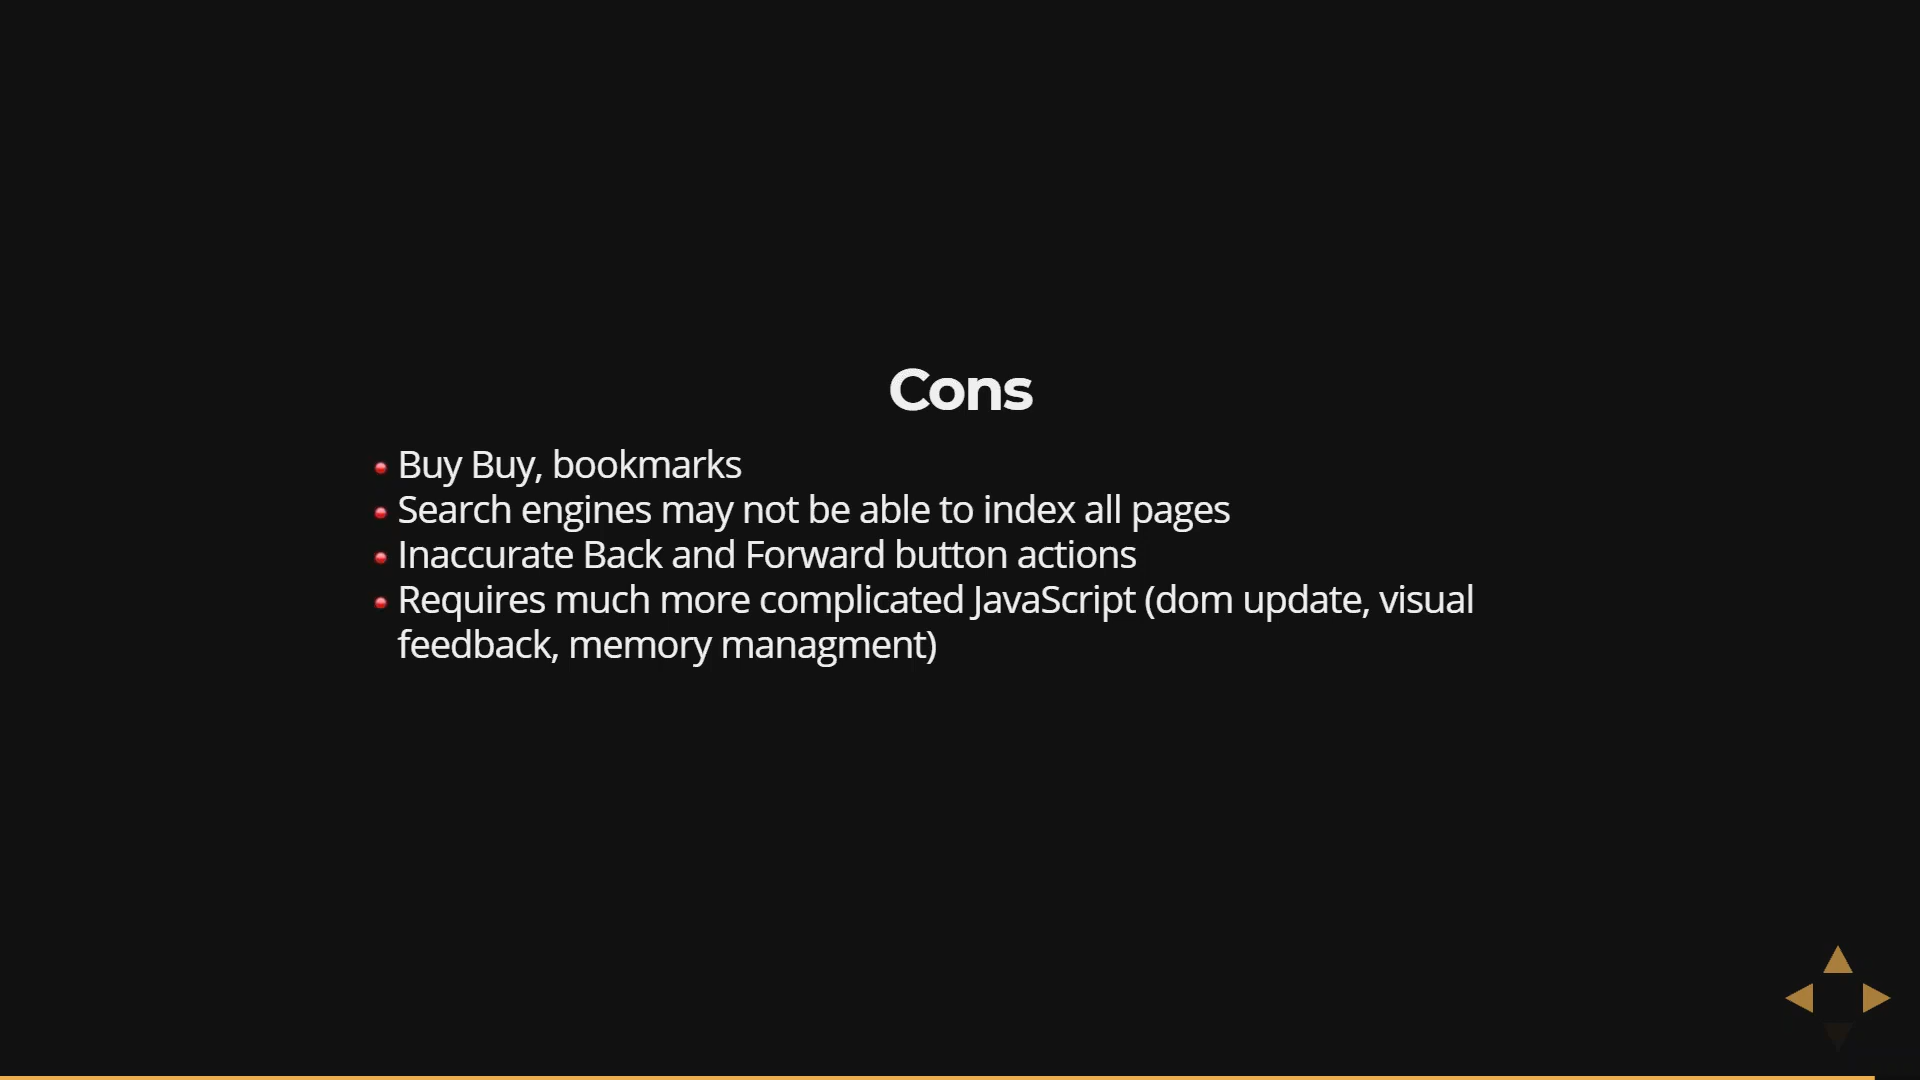 Cons
Buy Buy, bookmarks
Search engines may not be able to index all pages
Inaccurate Back and Forward button actions
Requires much more complicated JavaScript (dom update, visual
feedback, memory managment)